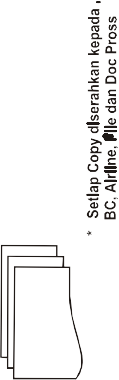 * Setiap Copy diserahkan kepada ,
BC, Airline, File dan Doc Pross